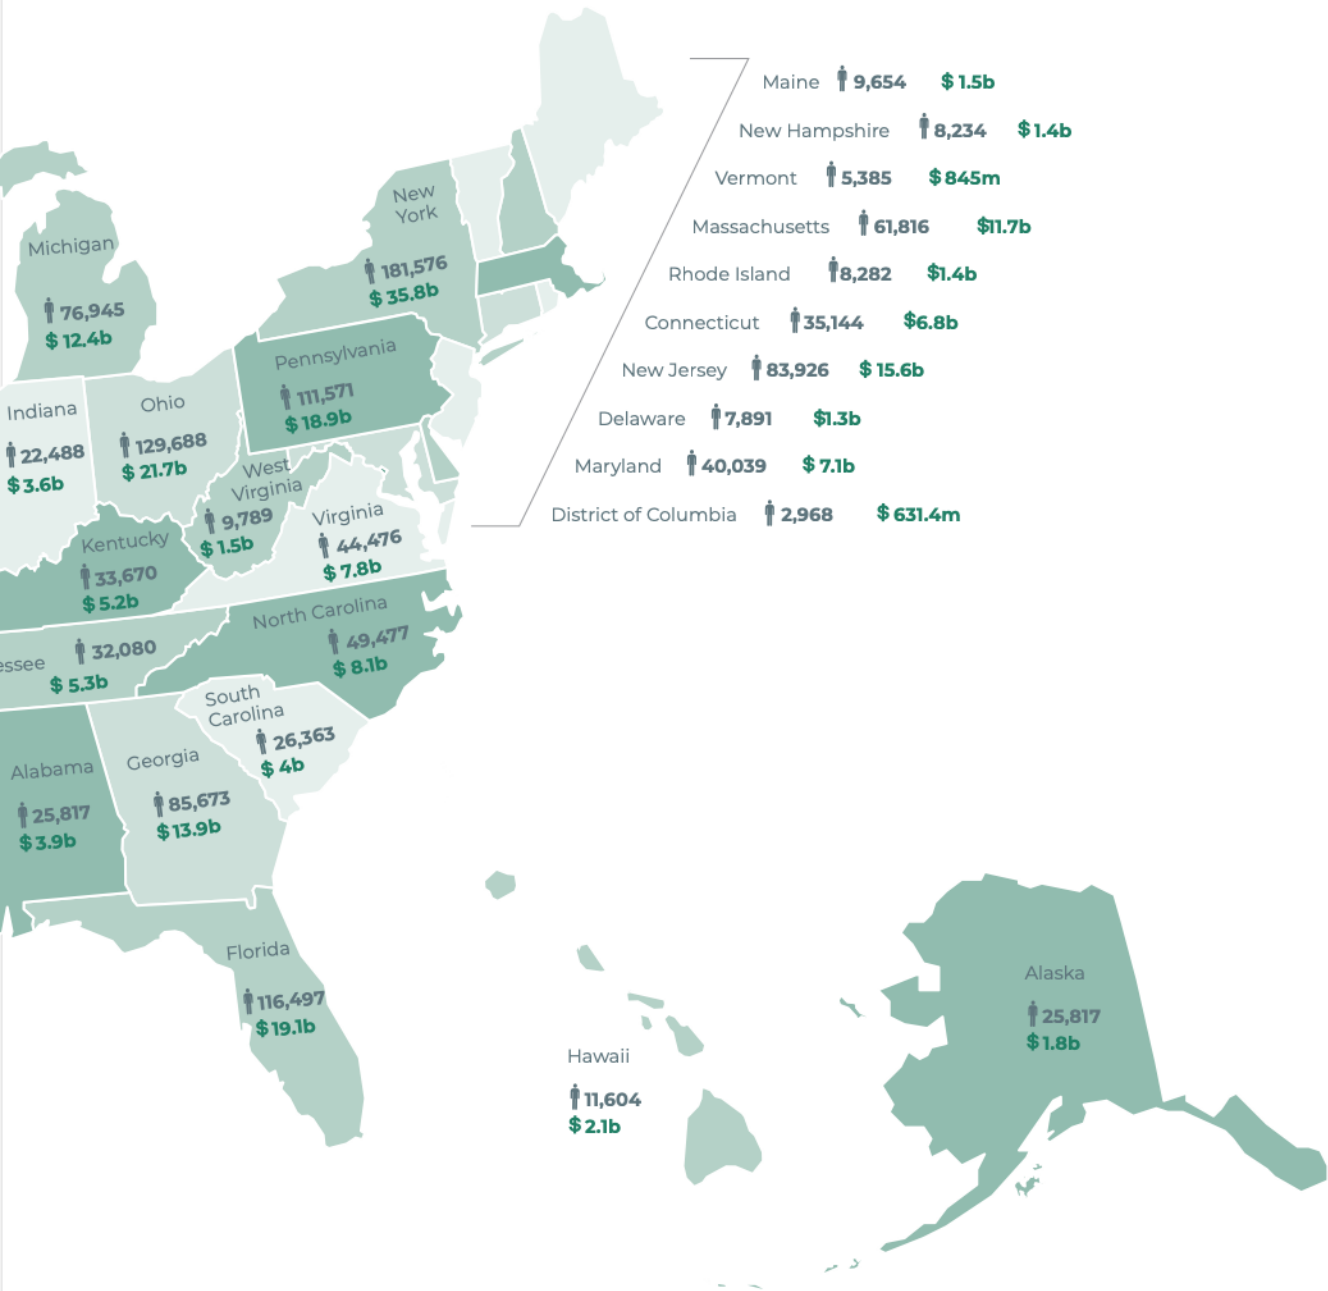 Maine 9,654 $ 1.5b
New Hampshire 8,234 $ 1.4b
Vermont 5,385 $ 845m
Massachusetts 61,816 $11.7b
Rhode Island 8,282 $1.4b
Connecticut 35,144 $6.8b
New Jersey 83,926 $ 15.6b
Delaware 7,891 $1.3b
Maryland 40,039 $ 7.1b
District of Columbia 2,968 $ 631.4m
New
York
181,576
$ 35.8b
Michigan
76,945
$ 12.4b
Pennsylvania
111,571
$ 18.9b
Indiana
22,488
$ 3.6b
Ohio
129,688
$ 21.7b
West
Virginia
9,789
$ 1.5b
Virginia
44,476
$ 7.8b
Kentucky
33,670
$ 5.2b
North Carolina
49,477
$ 8.1b
essee
32,080
$ 5.3b
South
Carolina
26,363
$ 4b
Alabama
25,817
$ 3.9b
Georgia
85,673
$ 13.9b
Florida
116,497
$ 19.1b
Hawaii
11,604
$ 2.1b
Alaska
25,817
$ 1.8b